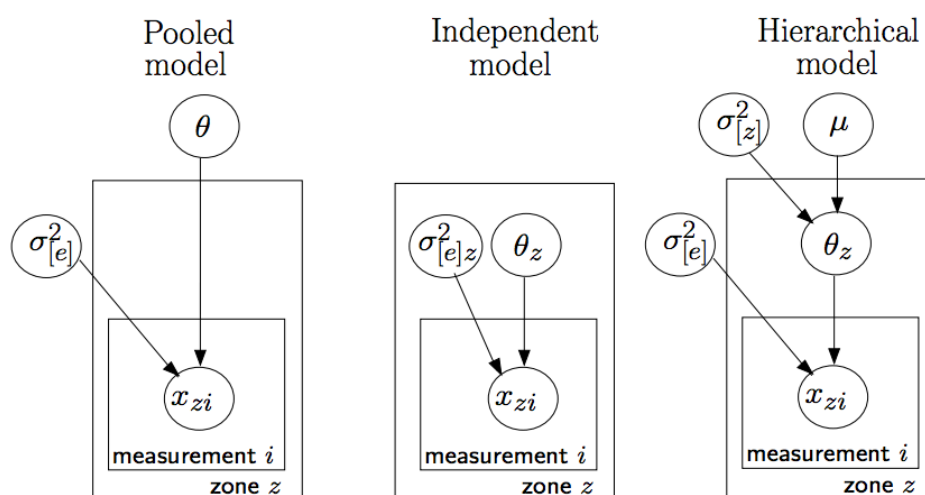 Pooled
model
θ
σ²[e]
x_zi
measurement i
zone z
Independent
model
σ²[e]z
θ_z
x_zi
measurement i
zone z
Hierarchical
model
σ²[z]
μ
σ²[e]
θ_z
x_zi
measurement i
zone z